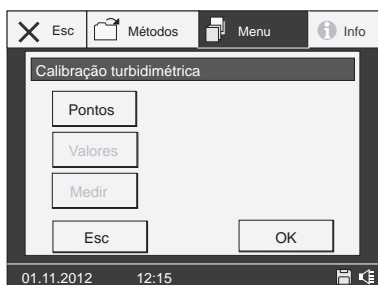 Esc Métodos Menu Info
Calibração turbidimétrica
Pontos
Valores
Medir
Esc OK
01.11.2012 12:15